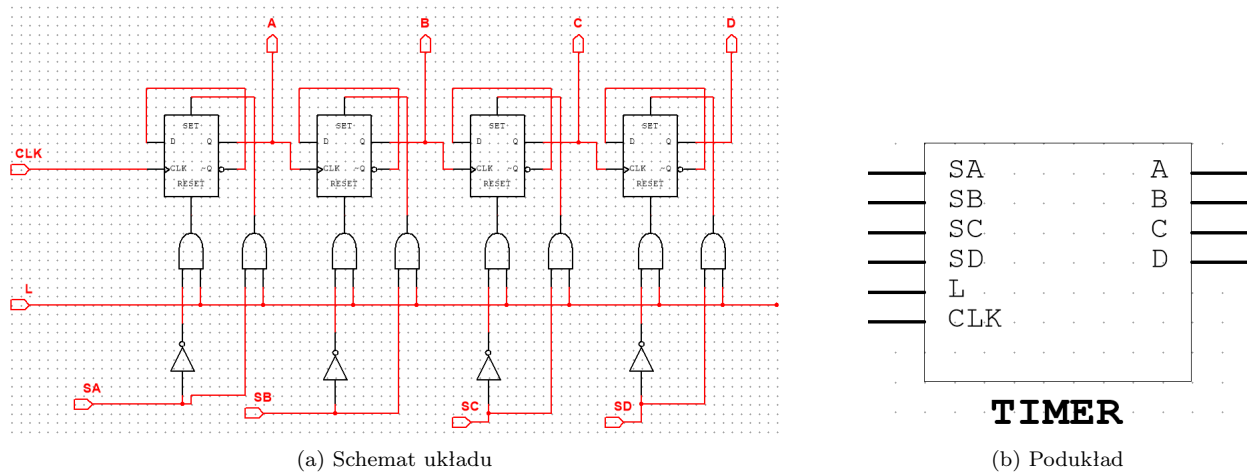 A B C D
SET SET SET SET
D Q D Q D Q D Q
CLK
CLK ~Q CLK ~Q CLK ~Q CLK ~Q
RESET RESET RESET RESET
L
SA
SB
SC
SD
(a) Schemat układu
SA A
SB B
SC C
SD D
L
CLK
TIMER
(b) Podukład